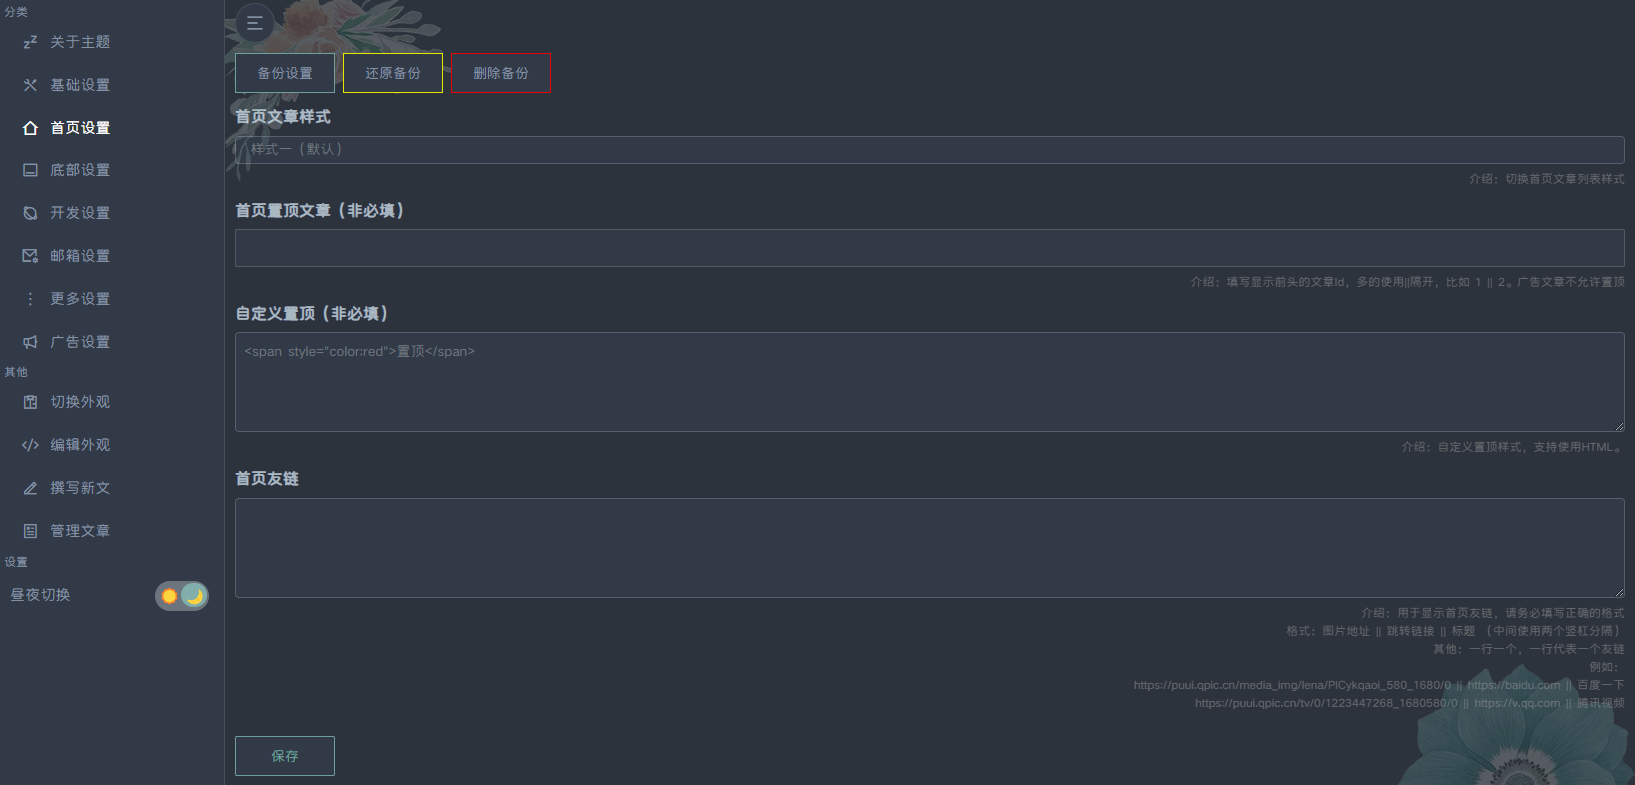 分类
关于主题
基础设置
首页设置
底部设置
开发设置
邮箱设置
更多设置
广告设置
其他
切换外观
编辑外观
撰写新文
管理文章
设置
昼夜切换
备份设置
还原备份
删除备份
首页文章样式
样式一（默认）
介绍：切换首页文章列表样式
首页置顶文章（非必填）
介绍：填写显示前头的文章id，多的使用||隔开，比如 1 || 2。广告文章不允许置顶
自定义置顶（非必填）
<span style="color:red">置顶</span>
介绍：自定义置顶样式，支持使用HTML。
首页友链
介绍：用于显示首页友链，请务必填写正确的格式
格式：图片地址 || 跳转链接 || 标题 （中间使用两个竖杠分隔）
其他：一行一个，一行代表一个友链
例如：
https://puui.qpic.cn/media_img/lena/PICykqaoi_580_1680/0 || https://baidu.com || 百度一下
https://puui.qpic.cn/tv/0/1223447268_1680580/0 || https://v.qq.com || 腾讯视频
保存